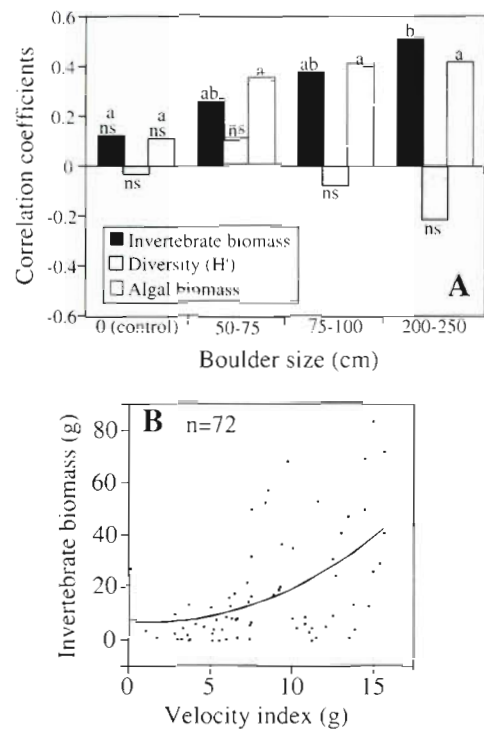 0.6
0.4
0.2
0
-0.2
-0.4
-0.6
Correlation coefficients
a a
ns ns
ns
ab
ns
ns
a
ab
ns
a
b
ns
a
Invertebrate biomass
Diversity (H')
Algal biomass
A
0 (control) 50-75 75-100 200-250
Boulder size (cm)
B n=72
80
60
40
20
0
Invertebrate biomass (g)
0 5 10 15
Velocity index (g)